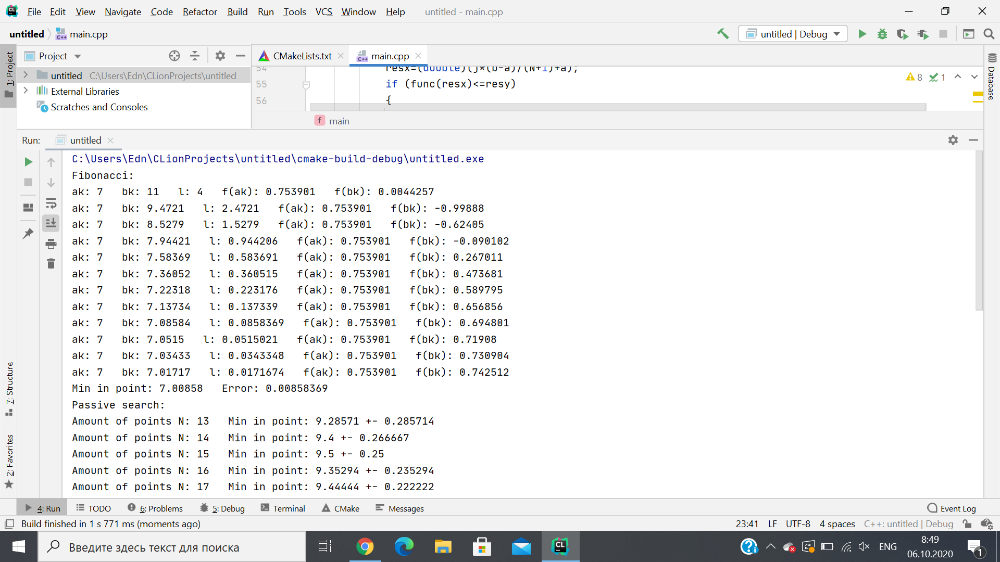 File Edit View Navigate Code Refactor Build Run Tools VCS Window Help untitled - main.cpp
untitled main.cpp untitled | Debug
1: Project
Project
CMakeLists.txt main.cpp
untitled C:\Users\Edn\CLionProjects\untitled
External Libraries
Scratches and Consoles
54 resx=(double)(j*(b-a)/(N+1)+a);
55 if (func(resx)<=resy)
56 {
8 1
main
Database
Run: untitled
C:\Users\Edn\CLionProjects\untitled\cmake-build-debug\untitled.exe
Fibonacci:
ak: 7 bk: 11 l: 4 f(ak): 0.753901 f(bk): 0.0044257
ak: 7 bk: 9.4721 l: 2.4721 f(ak): 0.753901 f(bk): -0.99888
ak: 7 bk: 8.5279 l: 1.5279 f(ak): 0.753901 f(bk): -0.62405
ak: 7 bk: 7.94421 l: 0.944206 f(ak): 0.753901 f(bk): -0.090102
ak: 7 bk: 7.58369 l: 0.583691 f(ak): 0.753901 f(bk): 0.267011
ak: 7 bk: 7.36052 l: 0.360515 f(ak): 0.753901 f(bk): 0.473681
ak: 7 bk: 7.22318 l: 0.223176 f(ak): 0.753901 f(bk): 0.589795
ak: 7 bk: 7.13734 l: 0.137339 f(ak): 0.753901 f(bk): 0.656856
ak: 7 bk: 7.08584 l: 0.0858369 f(ak): 0.753901 f(bk): 0.694801
ak: 7 bk: 7.0515 l: 0.0515021 f(ak): 0.753901 f(bk): 0.71908
ak: 7 bk: 7.03433 l: 0.0343348 f(ak): 0.753901 f(bk): 0.730904
ak: 7 bk: 7.01717 l: 0.0171674 f(ak): 0.753901 f(bk): 0.742512
Min in point: 7.00858 Error: 0.00858369
Passive search:
Amount of points N: 13 Min in point: 9.28571 +- 0.285714
Amount of points N: 14 Min in point: 9.4 +- 0.266667
Amount of points N: 15 Min in point: 9.5 +- 0.25
Amount of points N: 16 Min in point: 9.35294 +- 0.235294
Amount of points N: 17 Min in point: 9.44444 +- 0.222222
7: Structure
2: Favorites
4: Run TODO 6: Problems 5: Debug Terminal CMake Messages Event Log
Build finished in 1 s 771 ms (moments ago) 23:41 LF UTF-8 4 spaces C++: untitled | Debug
Введите здесь текст для поиска
CL
ENG
8:49
06.10.2020
1